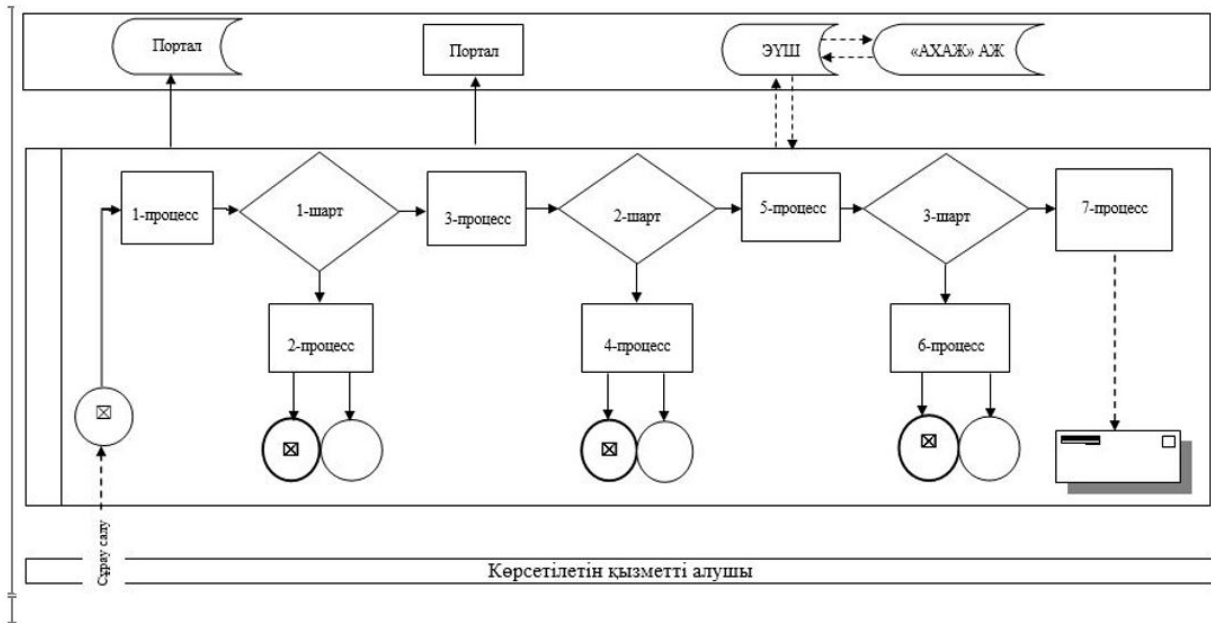 Портал
Портал
ЭҮШ
«АХАЖ» АЖ
1-процесс
1-шарт
3-процесс
2-шарт
5-процесс
3-шарт
7-процесс
2-процесс
4-процесс
6-процесс
Сұрау салу
Көрсетілетін қызметті алушы